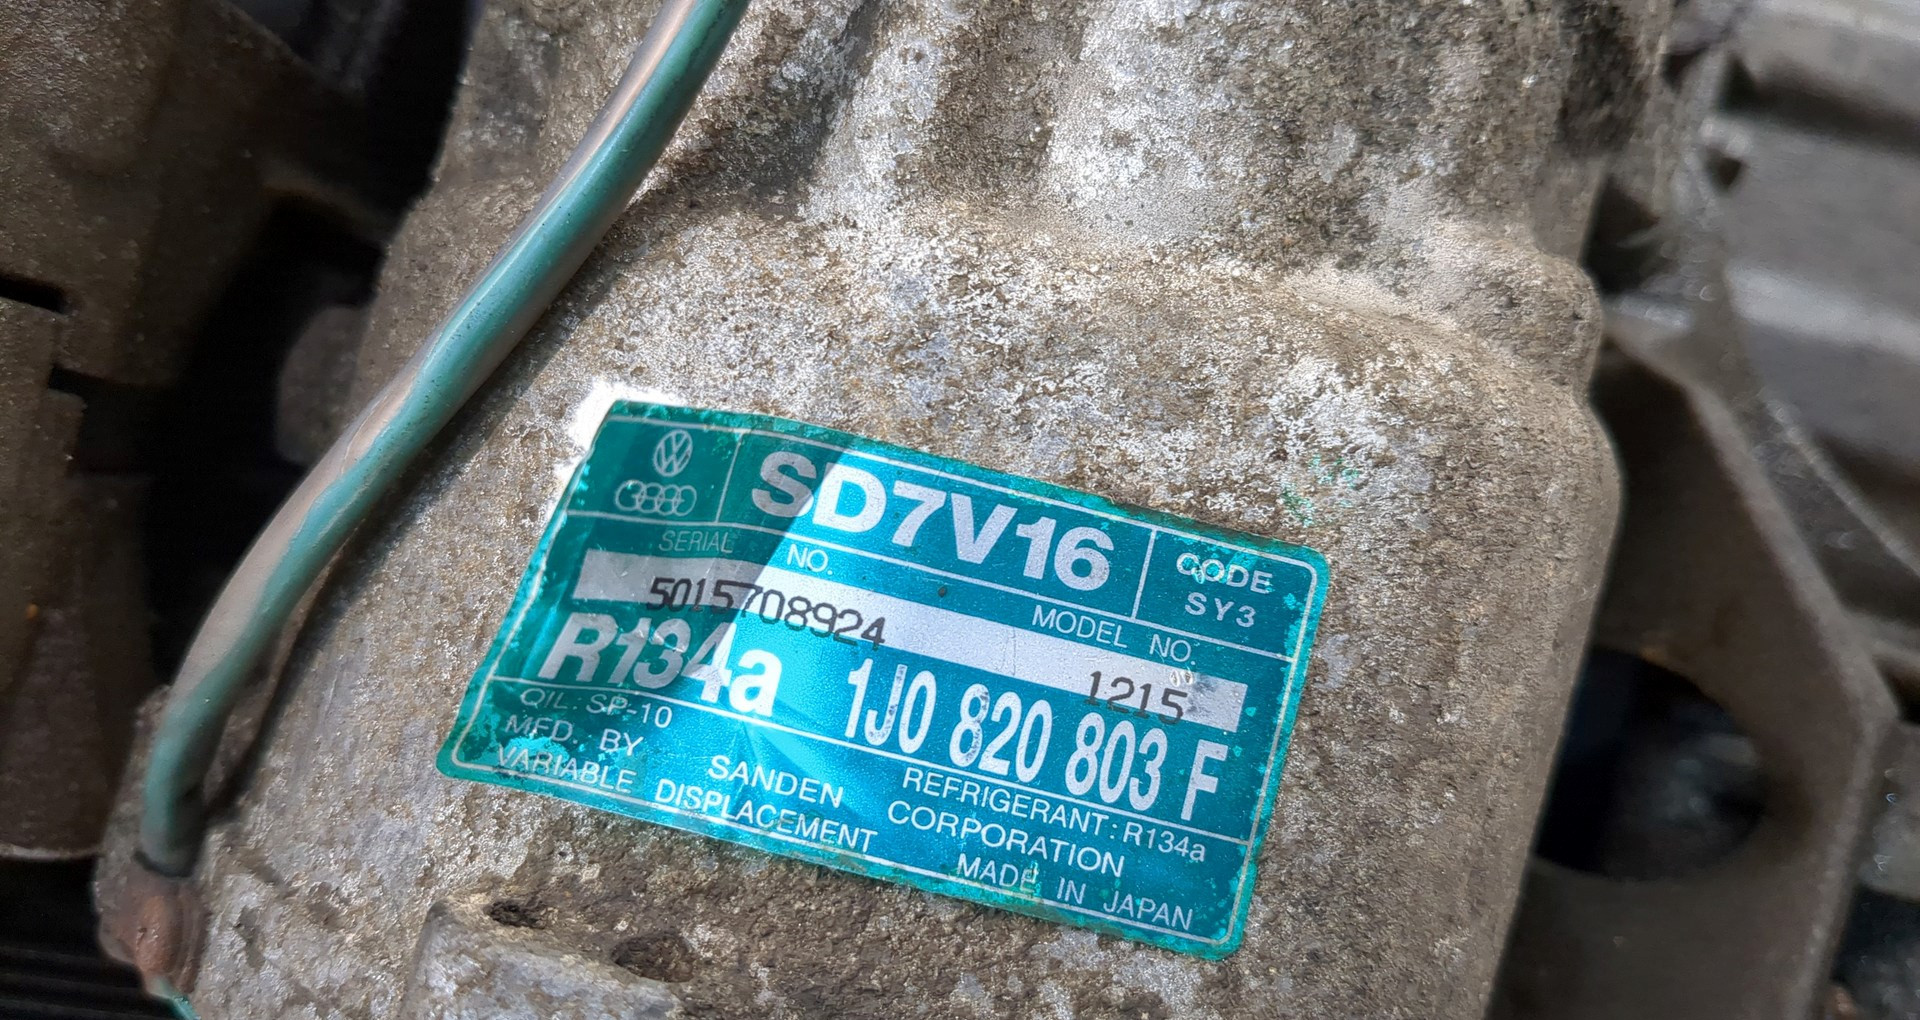 SD7V16
CODE
SY3
SERIAL NO.
MODEL NO.
5015708924
1215
R134a 1J0 820 803 F
OIL: SP-10
REFRIGERANT: R134a
MFD. BY SANDEN CORPORATION
VARIABLE DISPLACEMENT MADE IN JAPAN